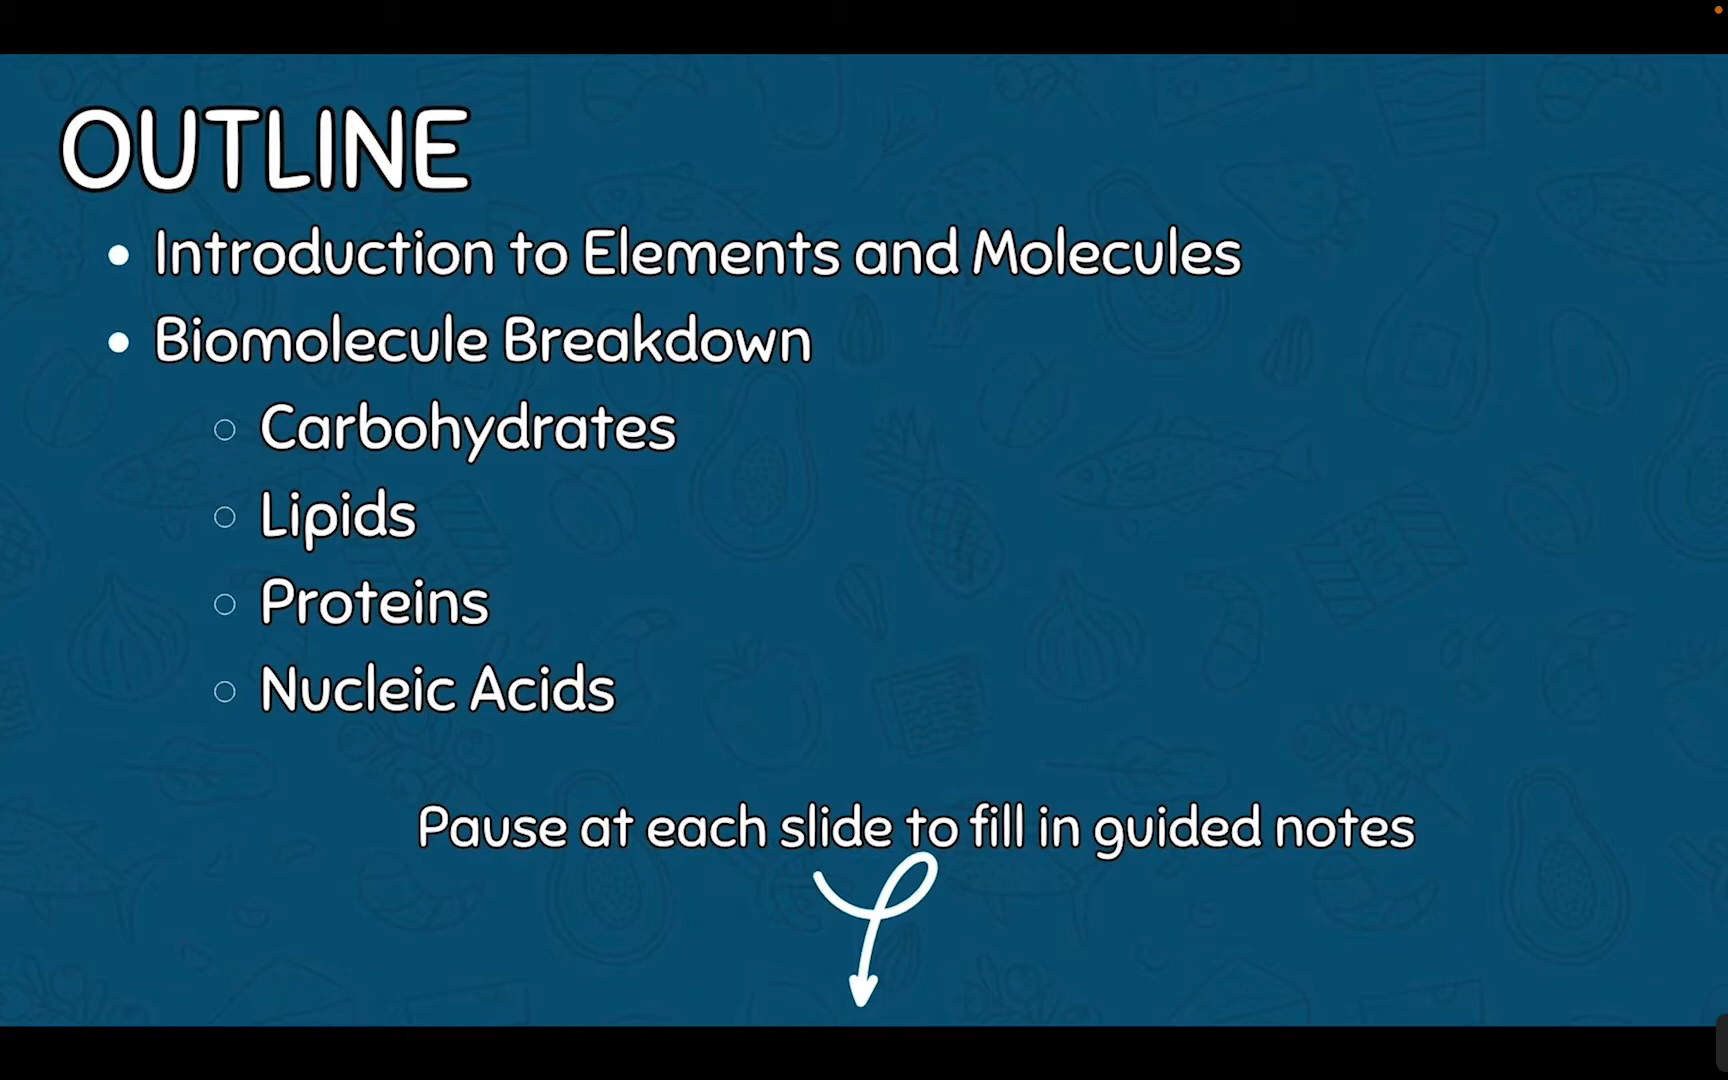 OUTLINE
Introduction to Elements and Molecules
Biomolecule Breakdown
Carbohydrates
Lipids
Proteins
Nucleic Acids
Pause at each slide to fill in guided notes